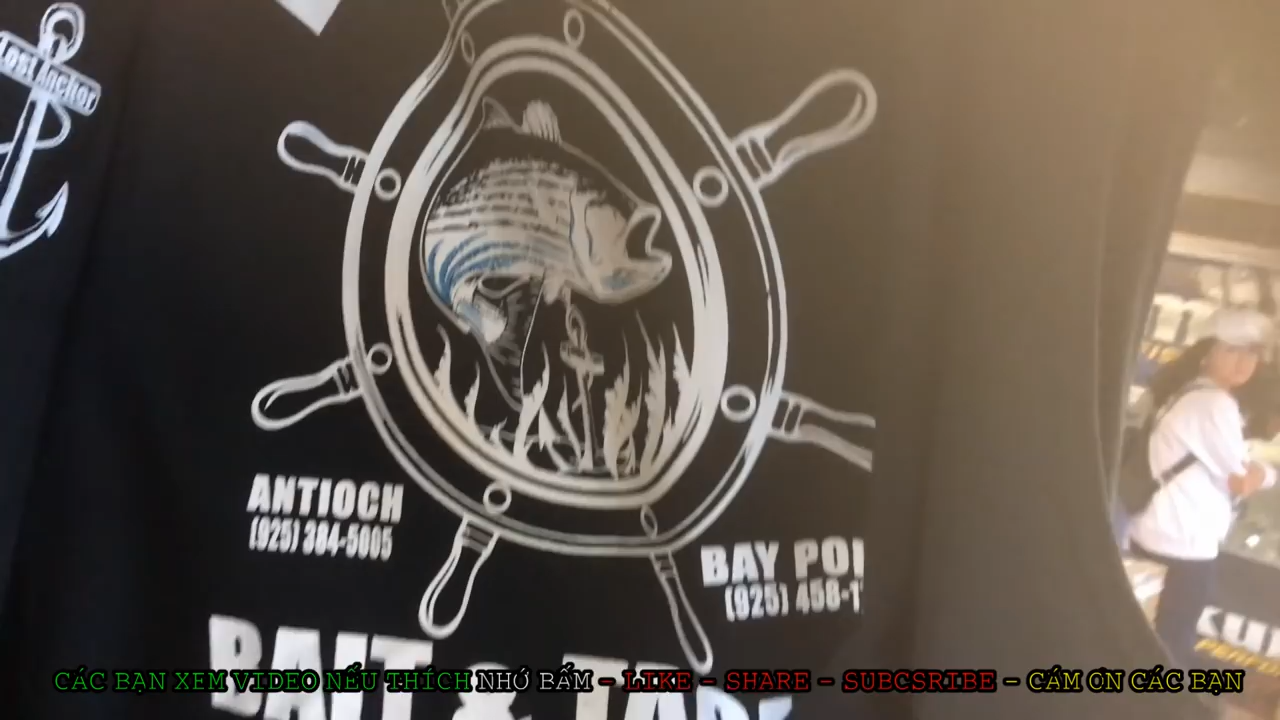 Lost Anchor
ANTIOCH
(925) 384-5605
BAY POI
(925) 458-1
BAIT &
CÁC BẠN XEM VIDEO NẾU THÍCH NHỚ BẤM - LIKE - SHARE - SUBCSRIBE - CÁM ƠN CÁC BẠN